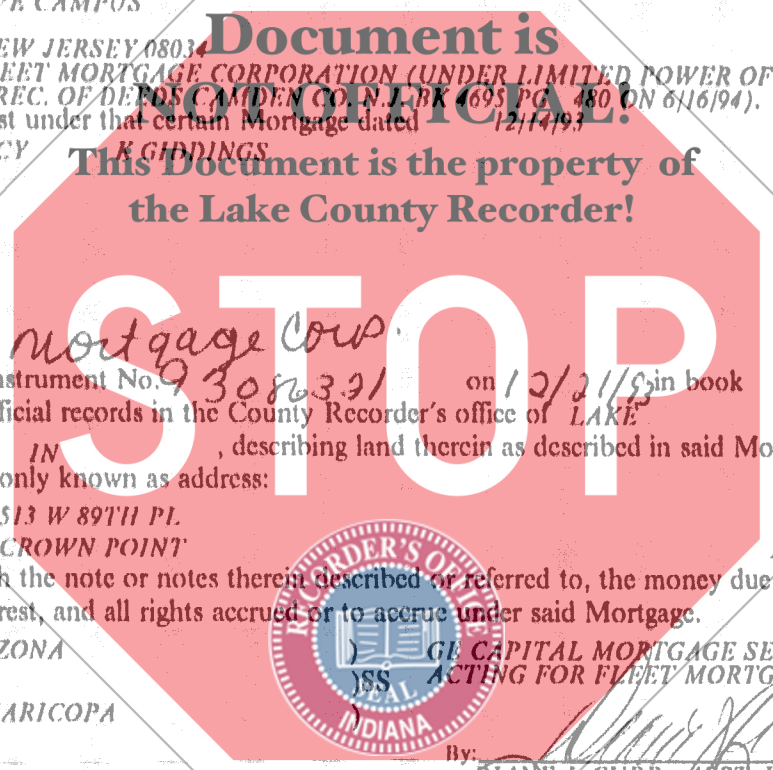 E CAMPUS
Document is
EW JERSEY 08034
EET MORTGAGE CORPORATION (UNDER LIMITED POWER OF
NOT OFFICIAL!
REC. OF DEEDS CAMDEN CO. N.J. BK 4695 PG 480 ON 6/16/94).
st under that certain Mortgage dated 12/14/93
CY K GIDDINGS
This Document is the property of
the Lake County Recorder!
STOP
Mortgage Corp.
nstrument No. 93086321 on 12/21/93 in book
ficial records in the County Recorder's office of LAKE
IN , describing land therein as described in said Mo
only known as address:
513 W 89TH PL
CROWN POINT
h the note or notes therein described or referred to, the money due
rest, and all rights accrued or to accrue under said Mortgage.
ZONA ) GE CAPITAL MORTGAGE SE
)SS ACTING FOR FLEET MORTG
ARICOPA )
RECORDER'S OFFICE
SEAL
INDIANA
By: